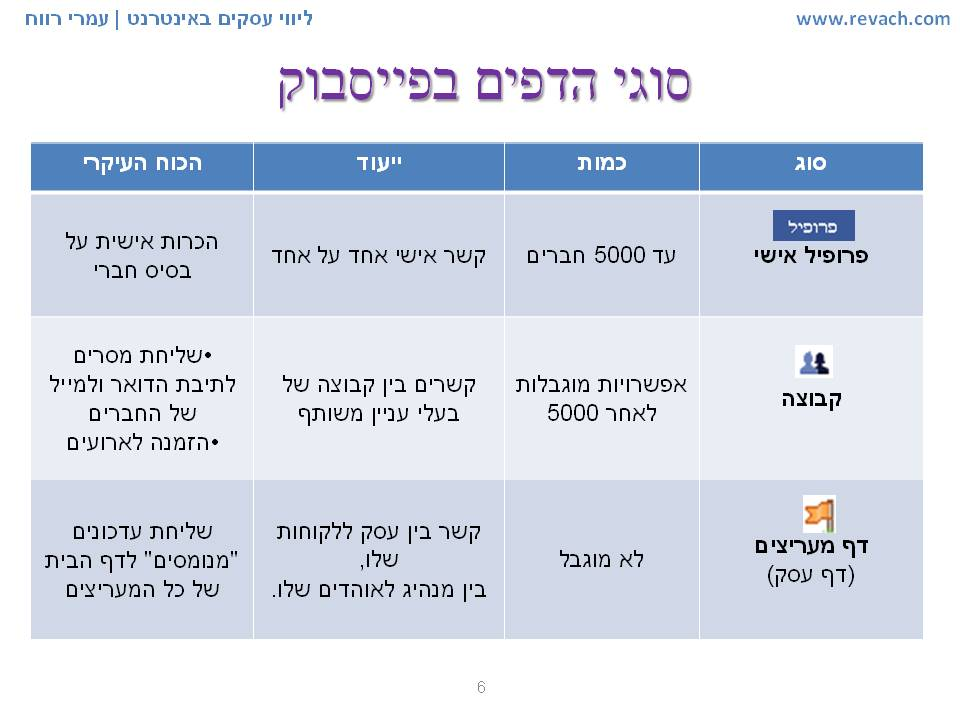 ליווי עסקים באינטרנט | עמרי רווח
www.revach.com
סוגי הדפים בפייסבוק
סוג
כמות
ייעוד
הכוח העיקרי
פרופיל
פרופיל אישי
עד 5000 חברים
קשר אישי אחד על אחד
הכרות אישית על
בסיס חברי
קבוצה
אפשרויות מוגבלות
לאחר 5000
קשרים בין קבוצה של
בעלי עניין משותף
•שליחת מסרים
לתיבת הדואר ולמייל
של החברים
•הזמנה לארועים
דף מעריצים
(דף עסק)
לא מוגבל
קשר בין עסק ללקוחות
שלו,
בין מנהיג לאוהדים שלו.
שליחת עדכונים
"מנומסים" לדף הבית
של כל המעריצים
6